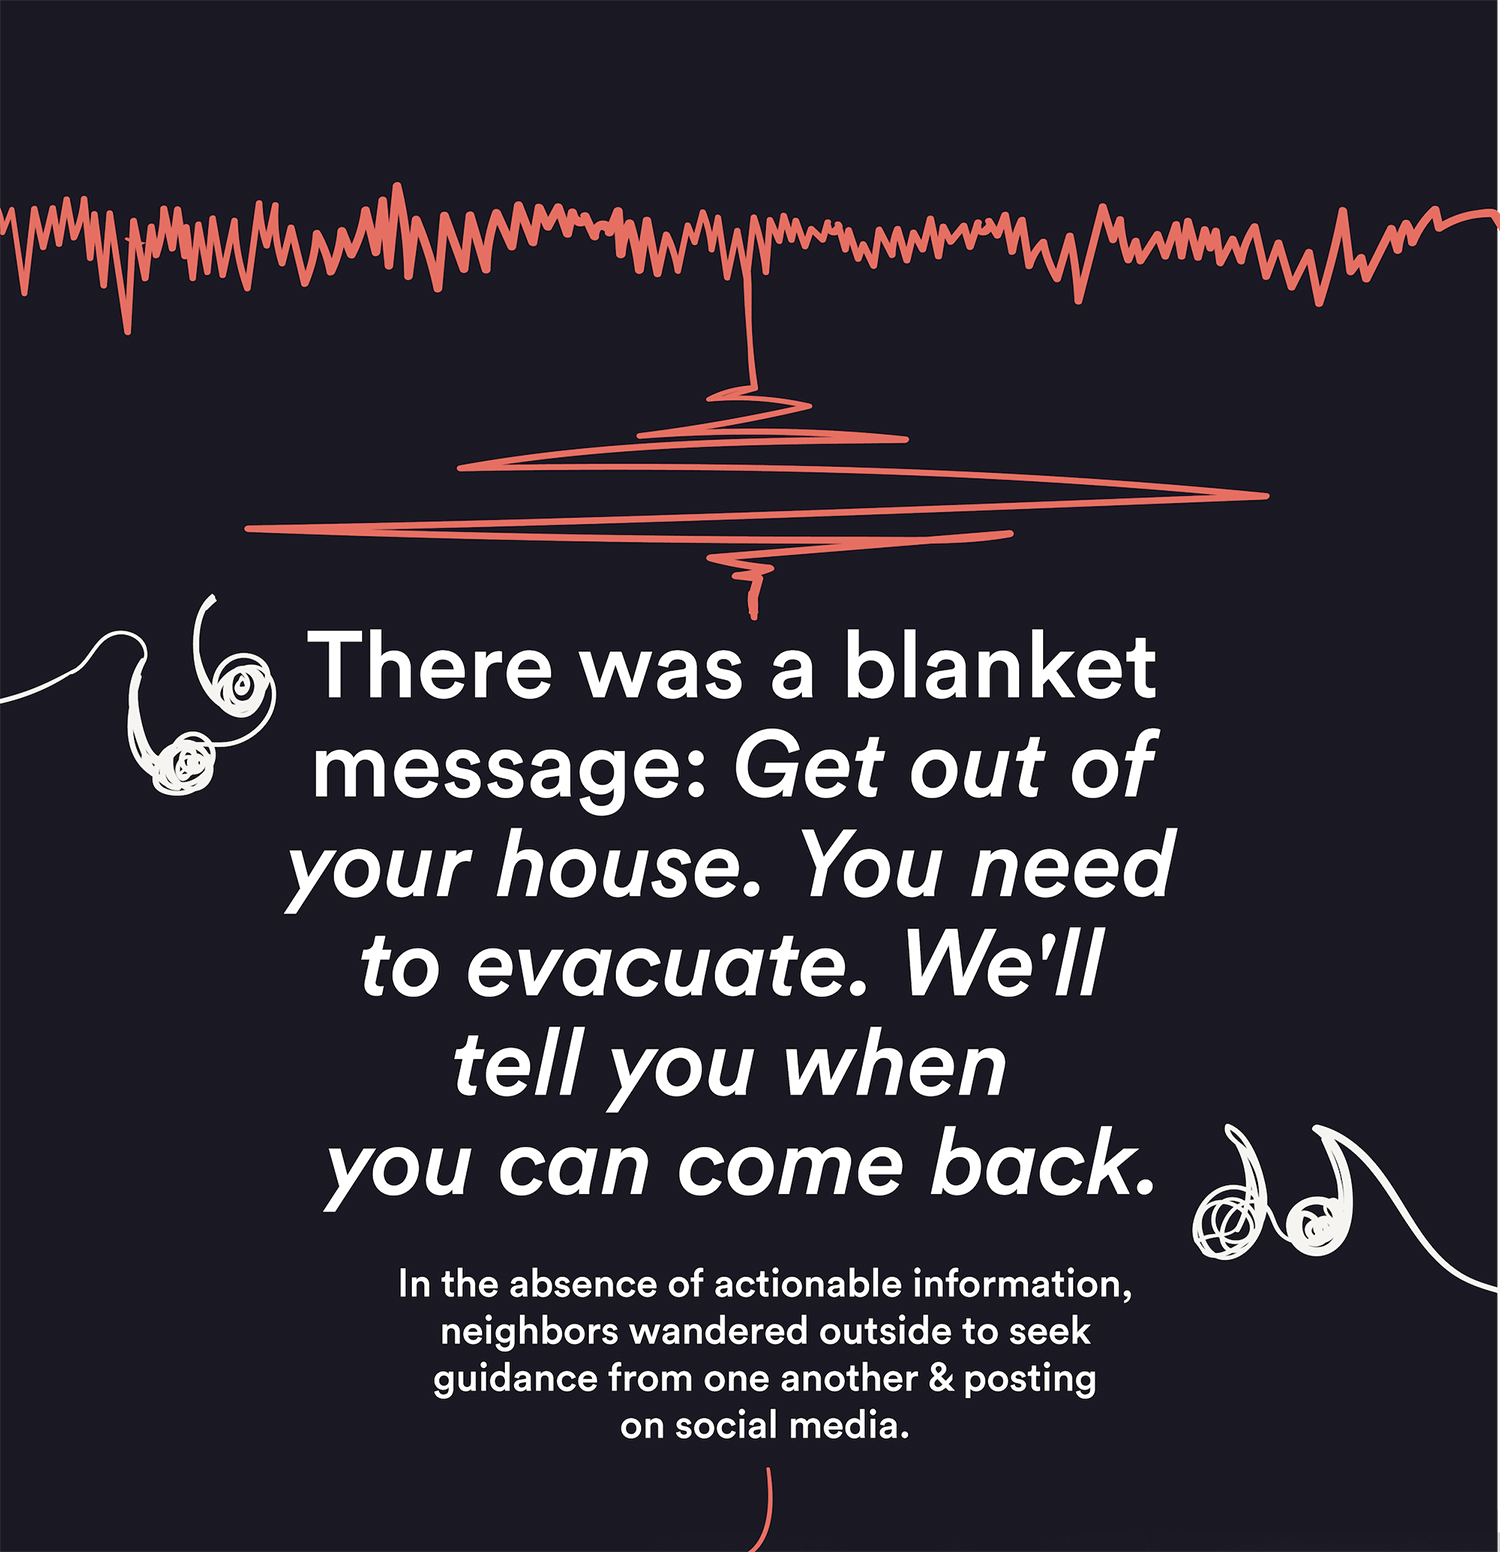 There was a blanket
message: Get out of
your house. You need
to evacuate. We'll
tell you when
you can come back.
In the absence of actionable information,
neighbors wandered outside to seek
guidance from one another & posting
on social media.